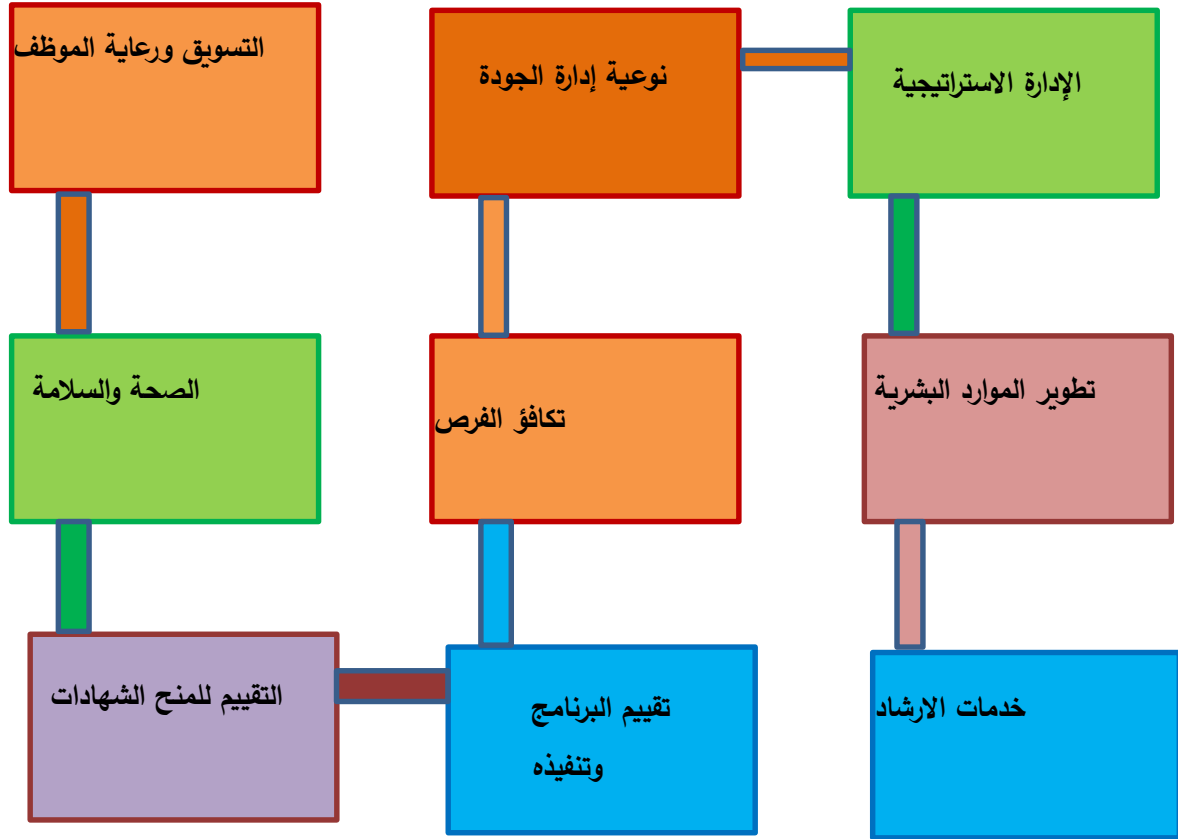 الإدارة الاستراتيجية
نوعية إدارة الجودة
التسويق ورعاية الموظف
تطوير الموارد البشرية
تكافؤ الفرص
الصحة والسلامة
خدمات الارشاد
تقييم البرنامج
وتنفيذه
التقييم للمنح الشهادات